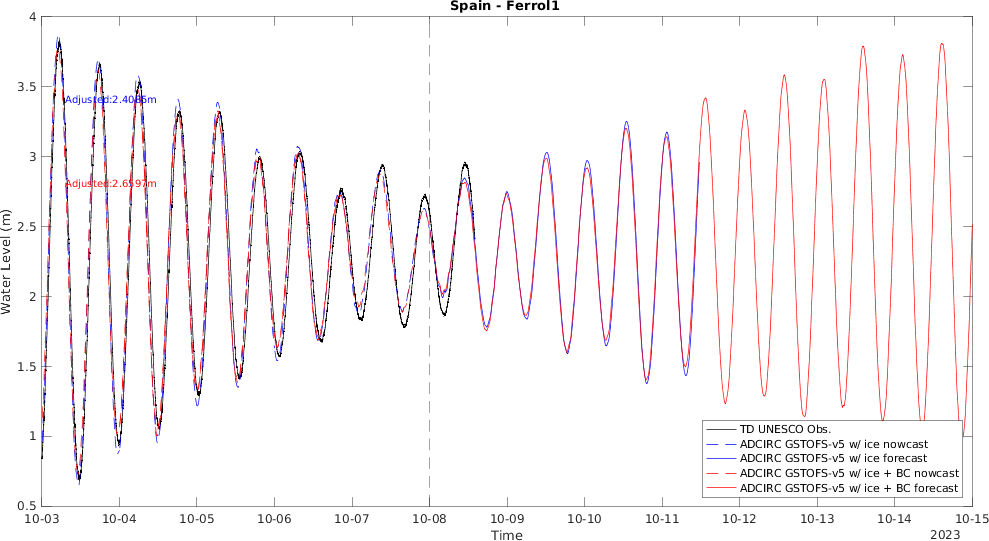 Spain - Ferrol1
4
3.5
3
2.5
2
1.5
1
0.5
Water Level (m)
Adjusted:2.4085m
Adjusted:2.6597m
TD UNESCO Obs.
ADCIRC GSTOFS-v5 w/ ice nowcast
ADCIRC GSTOFS-v5 w/ ice forecast
ADCIRC GSTOFS-v5 w/ ice + BC nowcast
ADCIRC GSTOFS-v5 w/ ice + BC forecast
10-03 10-04 10-05 10-06 10-07 10-08 10-09 10-10 10-11 10-12 10-13 10-14 10-15
Time
2023